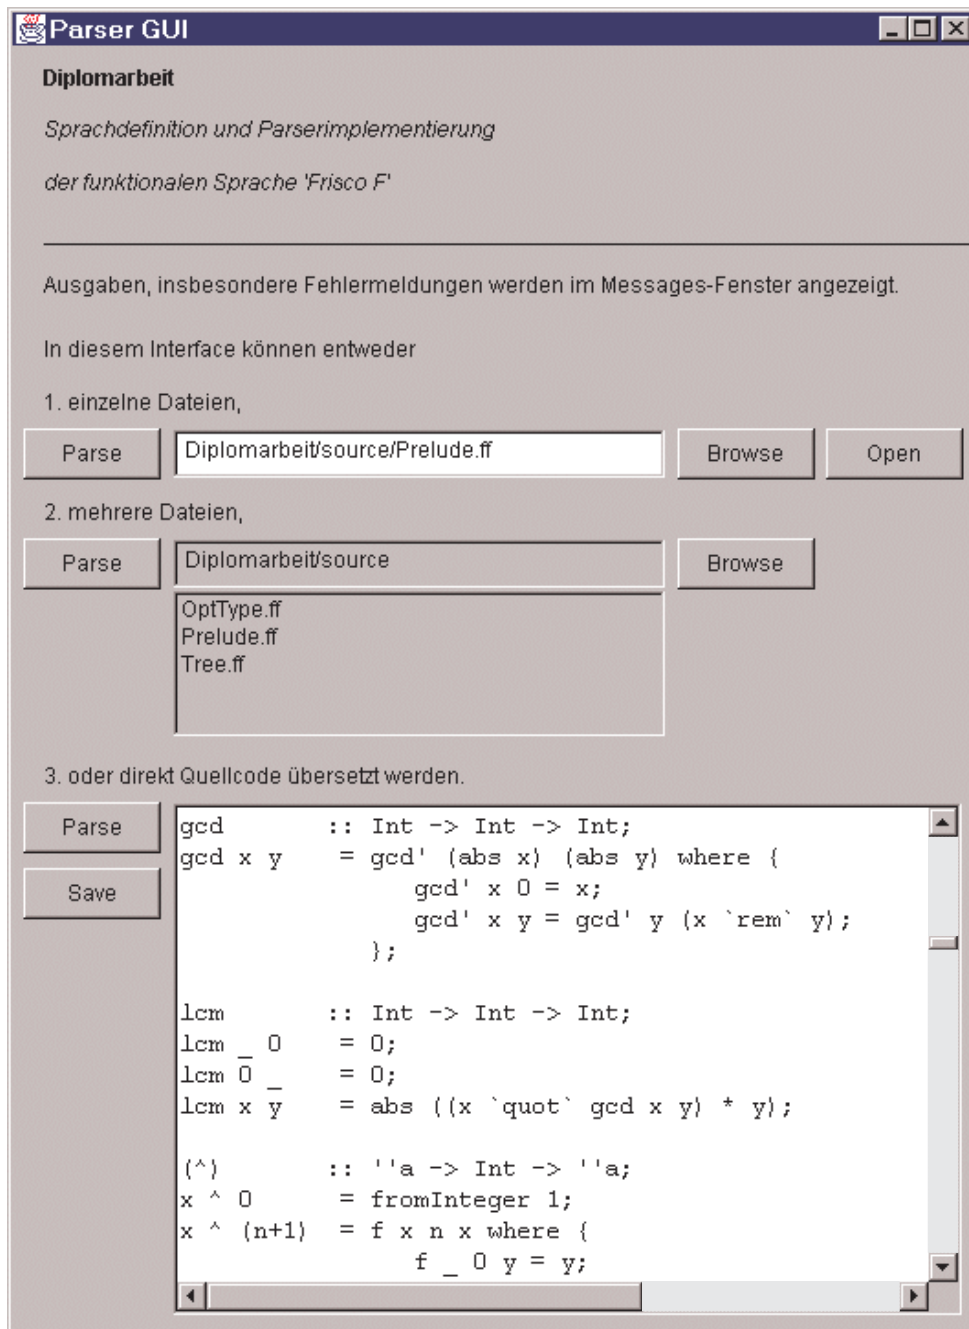 Parser GUI
Diplomarbeit
Sprachdefinition und Parserimplementierung
der funktionalen Sprache 'Frisco F'
Ausgaben, insbesondere Fehlermeldungen werden im Messages-Fenster angezeigt.
In diesem Interface können entweder
1. einzelne Dateien,
Parse Diplomarbeit/source/Prelude.ff Browse Open
2. mehrere Dateien,
Parse Diplomarbeit/source Browse
OptType.ff
Prelude.ff
Tree.ff
3. oder direkt Quellcode übersetzt werden.
Parse
Save
gcd       :: Int -> Int -> Int;
gcd x y    = gcd' (abs x) (abs y) where {
                gcd' x 0 = x;
                gcd' x y = gcd' y (x `rem` y);
             };
lcm       :: Int -> Int -> Int;
lcm _ 0    = 0;
lcm 0 _    = 0;
lcm x y    = abs ((x `quot` gcd x y) * y);
(^)       :: ''a -> Int -> ''a;
x ^ 0      = fromInteger 1;
x ^ (n+1)  = f x n x where {
                f _ 0 y = y;